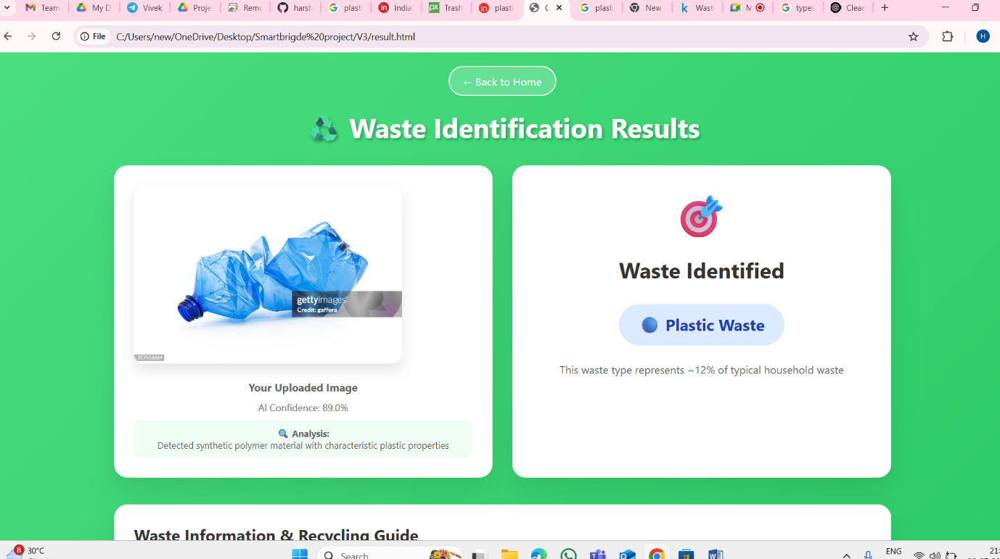 Team
My D
Vivek
Proje
Remo
harsh
plasti
India'
Trash
plasti
plasti
New
Wast
types
Clear
File
C:/Users/new/OneDrive/Desktop/Smartbrigde%20project/V3/result.html
H
← Back to Home
Waste Identification Results
gettyimages
Credit: gaffera
157016664
Your Uploaded Image
AI Confidence: 89.0%
Analysis:
Detected synthetic polymer material with characteristic plastic properties
Waste Identified
Plastic Waste
This waste type represents ~12% of typical household waste
Waste Information & Recycling Guide
8
30°C
Search
ENG